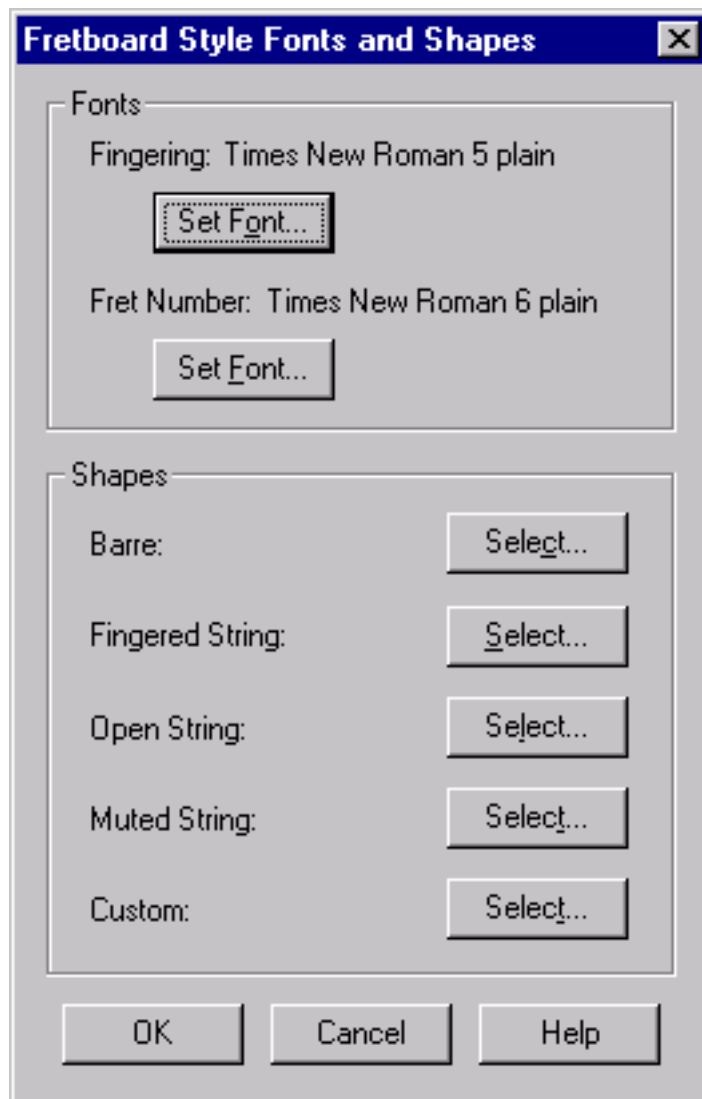 Fretboard Style Fonts and Shapes
Fonts
Fingering: Times New Roman 5 plain
Set Font...
Fret Number: Times New Roman 6 plain
Set Font...
Shapes
Barre: Select...
Fingered String: Select...
Open String: Select...
Muted String: Select...
Custom: Select...
OK Cancel Help